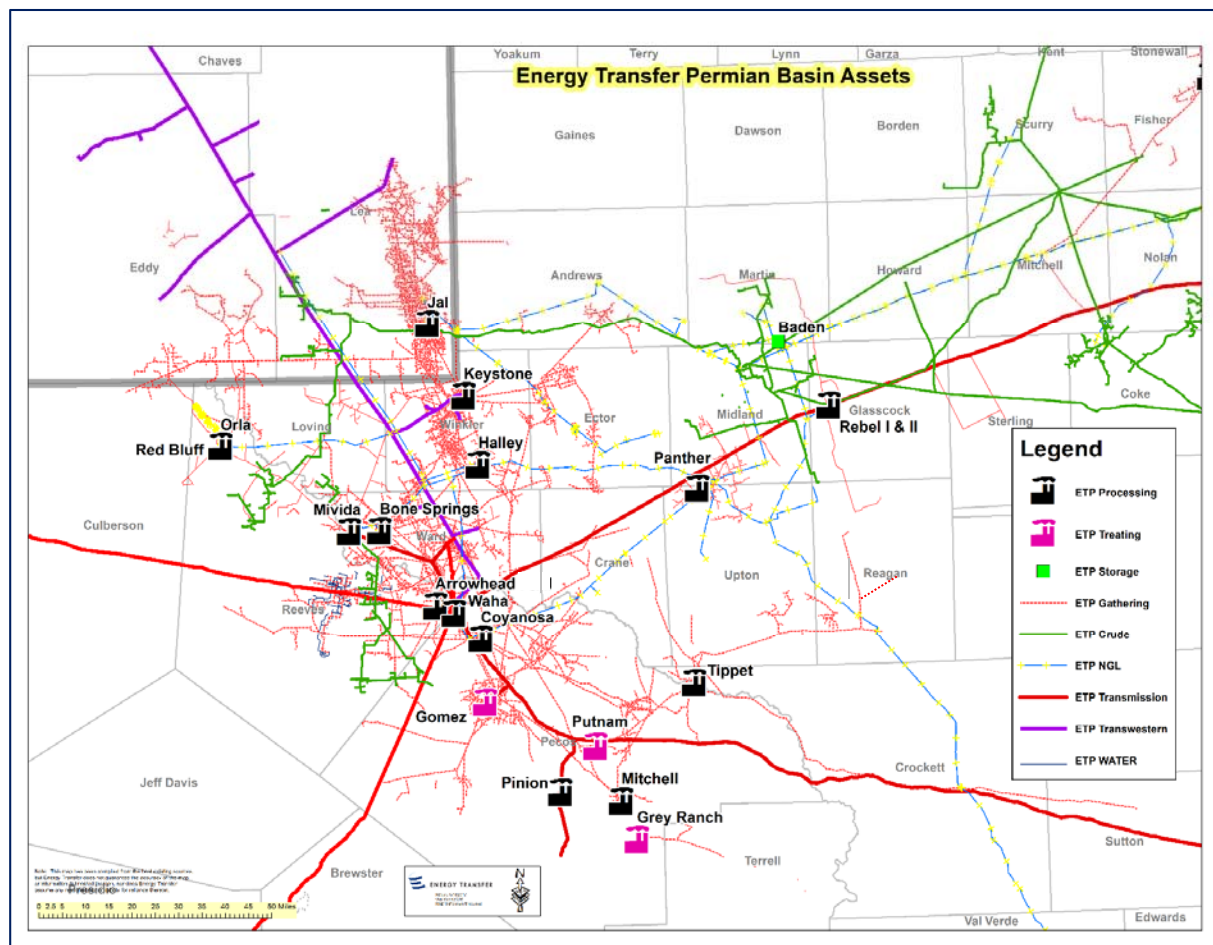 Chaves
Yoakum
Terry
Lynn
Garza
Kent
Stonewall
Energy Transfer Permian Basin Assets
Gaines
Dawson
Borden
Scurry
Fisher
Lea
Eddy
Andrews
Martin
Howard
Mitchell
Nolan
Jal
Baden
Keystone
Winkler
Ector
Midland
Glasscock
Rebel I & II
Sterling
Coke
Orla
Red Bluff
Loving
Halley
Panther
Culberson
Mivida
Bone Springs
Ward
Crane
Upton
Reagan
Arrowhead
Waha
Coyanosa
Reeves
Tippet
Gomez
Putnam
Pecos
Pinion
Mitchell
Grey Ranch
Crockett
Jeff Davis
Sutton
Terrell
Brewster
Presidio
Val Verde
Edwards
Legend
ETP Processing
ETP Treating
ETP Storage
ETP Gathering
ETP Crude
ETP NGL
ETP Transmission
ETP Transwestern
ETP WATER
ENERGY TRANSFER
N
0 2.5 5 10 15 20 25 30 35 40 45 50 Miles